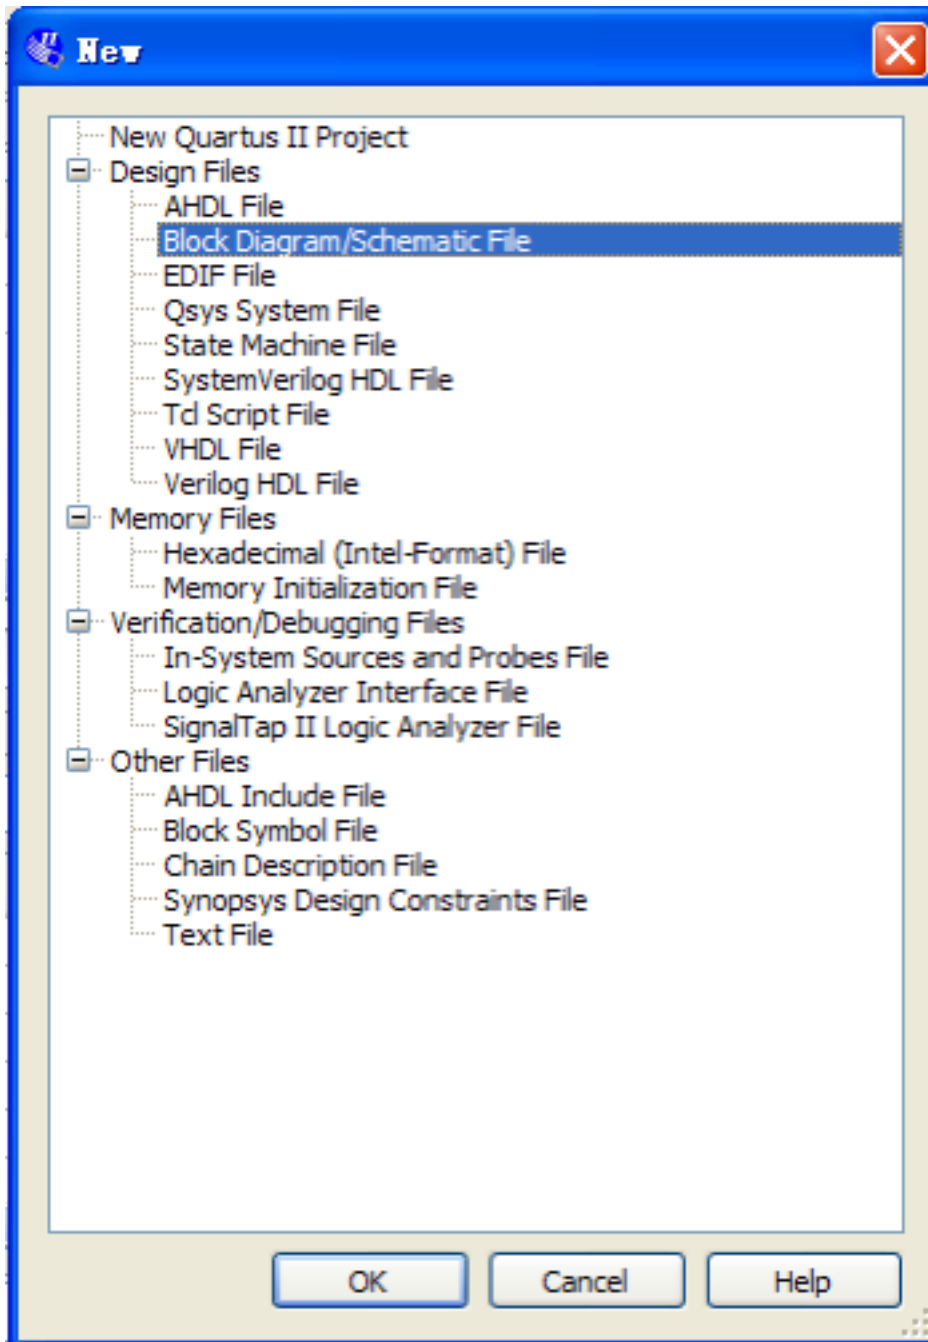 New
New Quartus II Project
Design Files
AHDL File
Block Diagram/Schematic File
EDIF File
Qsys System File
State Machine File
SystemVerilog HDL File
Tcl Script File
VHDL File
Verilog HDL File
Memory Files
Hexadecimal (Intel-Format) File
Memory Initialization File
Verification/Debugging Files
In-System Sources and Probes File
Logic Analyzer Interface File
SignalTap II Logic Analyzer File
Other Files
AHDL Include File
Block Symbol File
Chain Description File
Synopsys Design Constraints File
Text File
OK Cancel Help